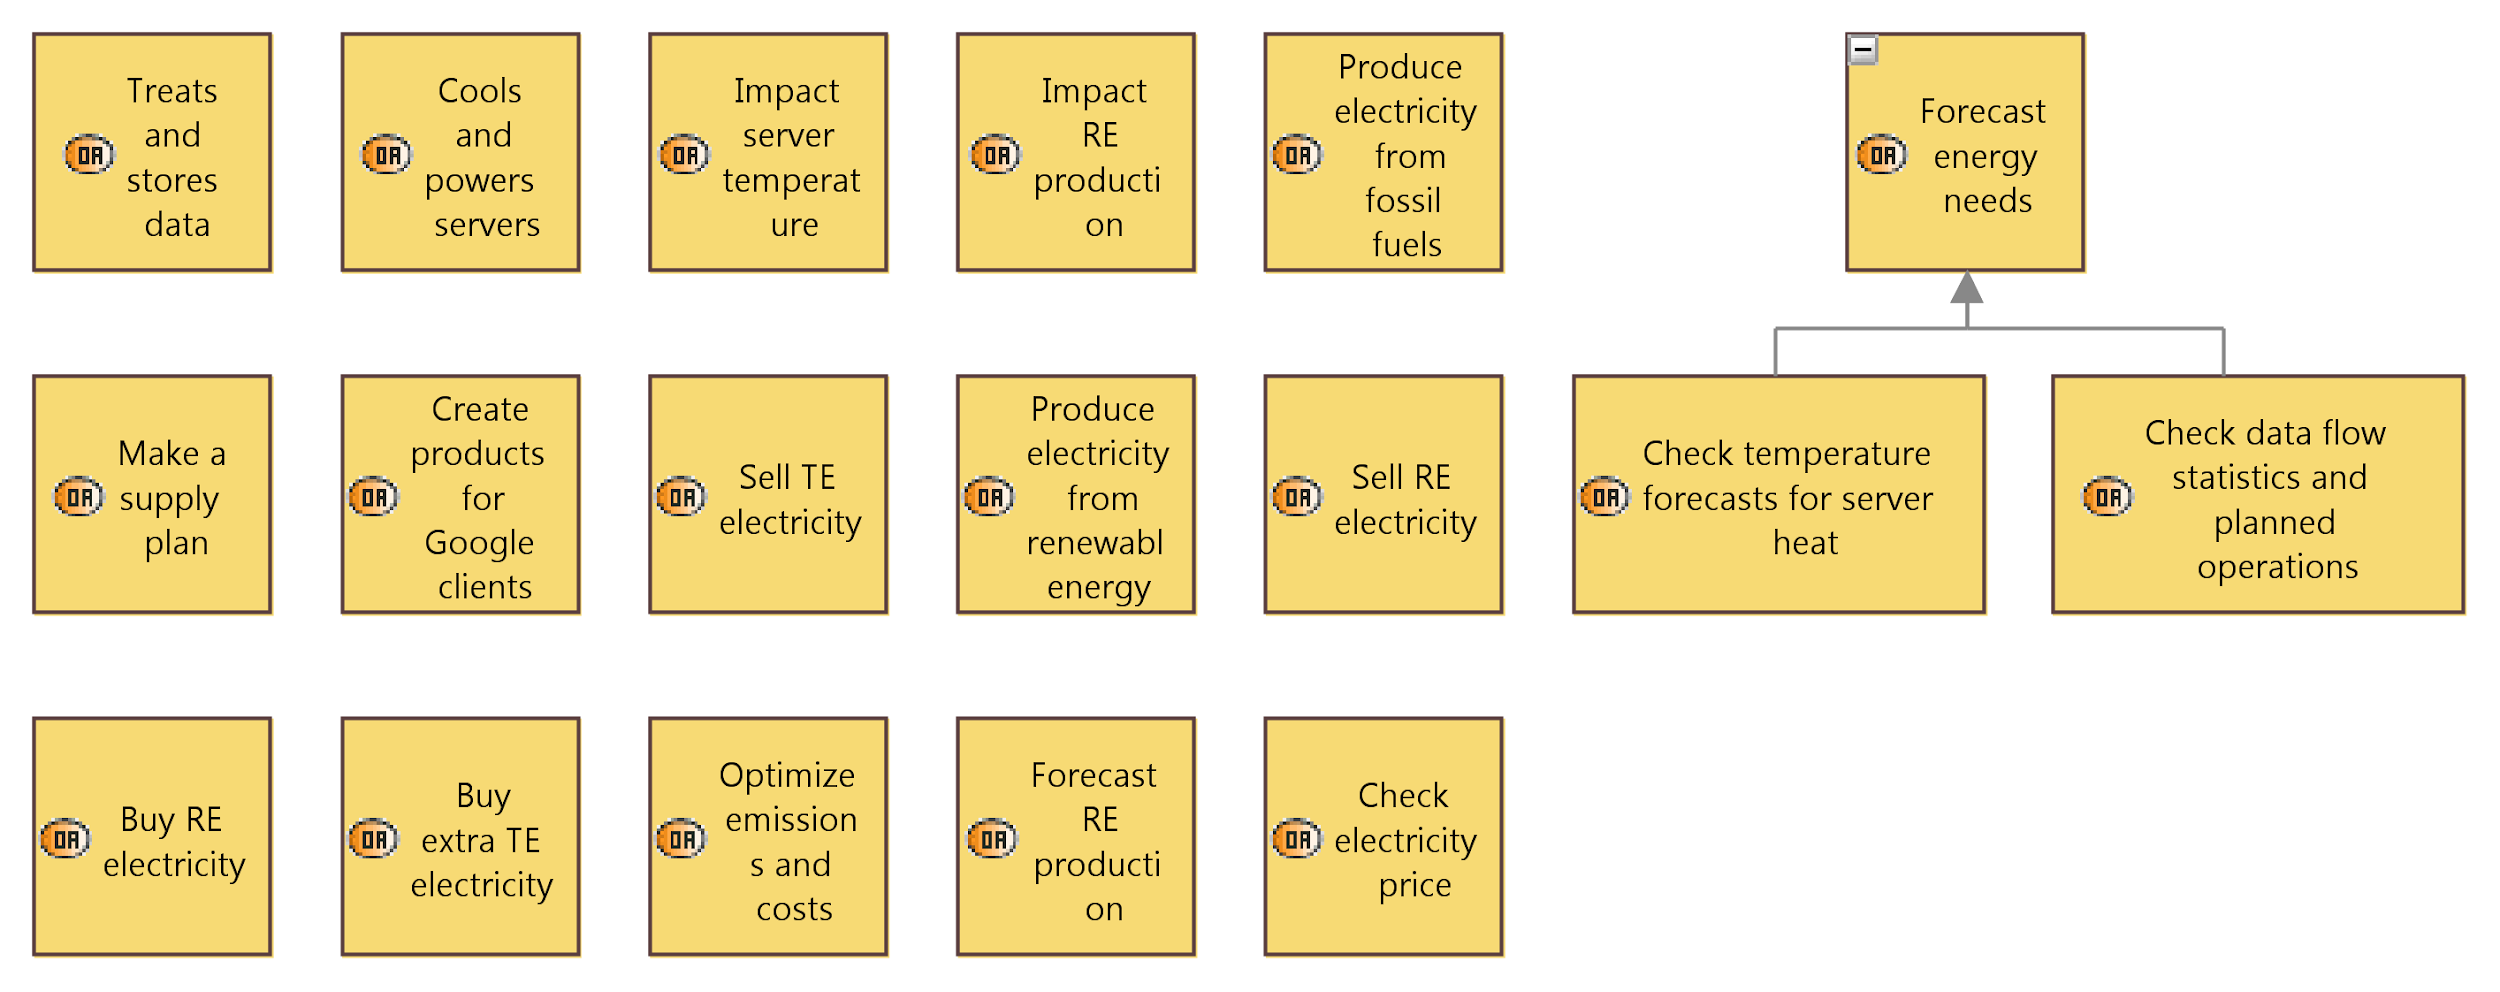 OA
Treats
and
stores
data
OA
Cools
and
powers
servers
OA
Impact
server
temperat
ure
OA
Impact
RE
producti
on
OA
Produce
electricity
from
fossil
fuels
OA
Forecast
energy
needs
OA
Make a
supply
plan
OA
Create
products
for
Google
clients
OA
Sell TE
electricity
OA
Produce
electricity
from
renewabl
energy
OA
Sell RE
electricity
OA
Check temperature
forecasts for server
heat
OA
Check data flow
statistics and
planned
operations
OA
Buy RE
electricity
OA
Buy
extra TE
electricity
OA
Optimize
emission
s and
costs
OA
Forecast
RE
producti
on
OA
Check
electricity
price